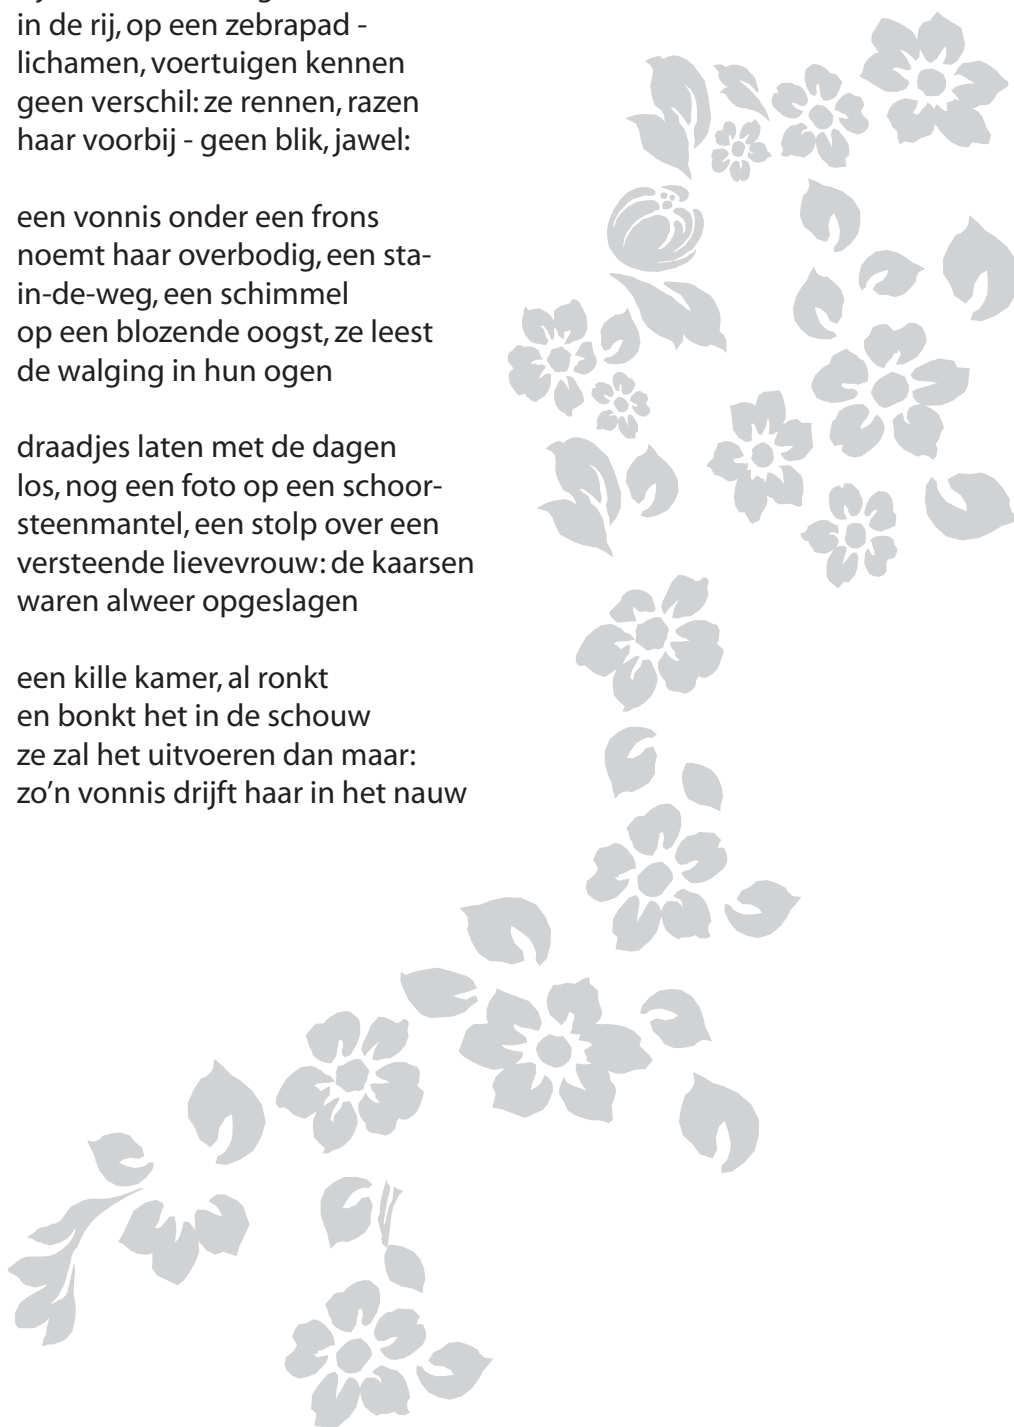 in de rij, op een zebrapad -
lichamen, voertuigen kennen
geen verschil: ze rennen, razen
haar voorbij - geen blik, jawel:

een vonnis onder een frons
noemt haar overbodig, een sta-
in-de-weg, een schimmel
op een blozende oogst, ze leest
de walging in hun ogen

draadjes laten met de dagen
los, nog een foto op een schoor-
steenmantel, een stolp over een
versteende lievevrouw: de kaarsen
waren alweer opgeslagen

een kille kamer, al ronkt
en bonkt het in de schouw
ze zal het uitvoeren dan maar:
zo'n vonnis drijft haar in het nauw